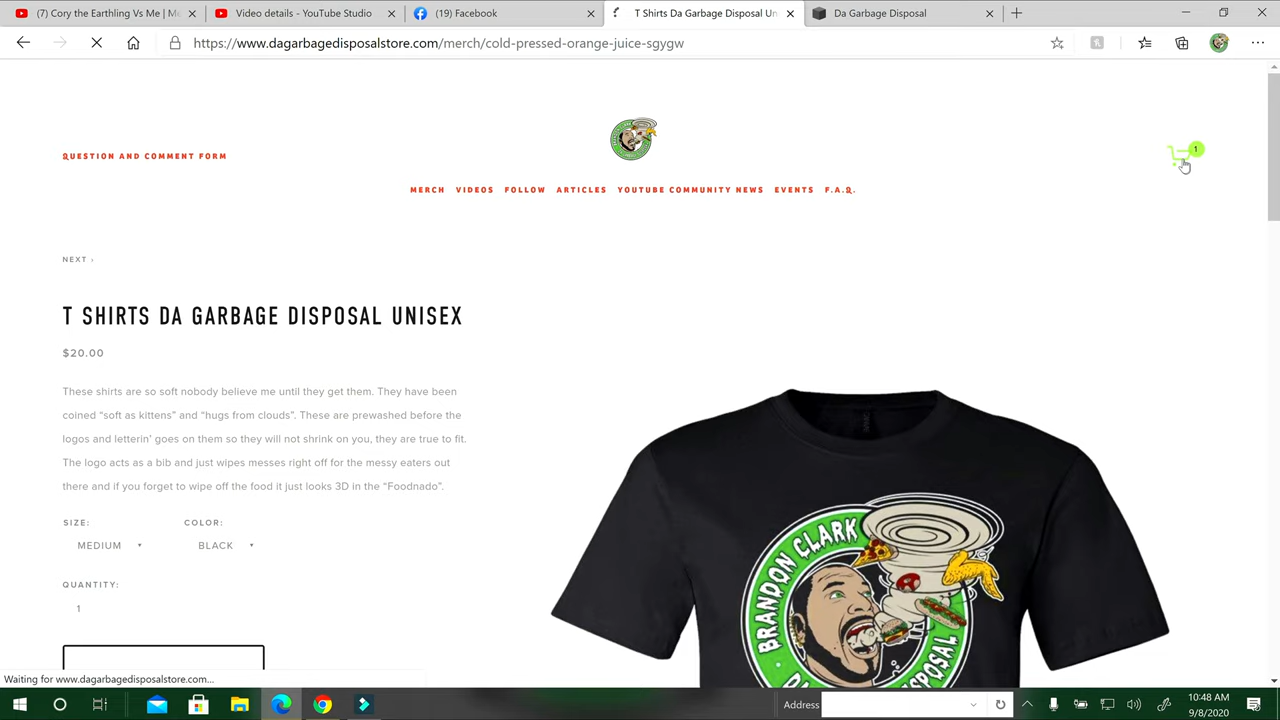 (7) Cory the Earthling Vs Me | M
Video details - YouTube Studio
(19) Facebook
T Shirts Da Garbage Disposal Un
Da Garbage Disposal
https://www.dagarbagedisposalstore.com/merch/cold-pressed-orange-juice-sgygw
QUESTION AND COMMENT FORM
1
MERCH VIDEOS FOLLOW ARTICLES YOUTUBE COMMUNITY NEWS EVENTS F.A.Q.
NEXT ›
T SHIRTS DA GARBAGE DISPOSAL UNISEX
$20.00
These shirts are so soft nobody believe me until they get them. They have been
coined “soft as kittens” and “hugs from clouds”. These are prewashed before the
logos and letterin’ goes on them so they will not shrink on you, they are true to fit.
The logo acts as a bib and just wipes messes right off for the messy eaters out
there and if you forget to wipe off the food it just looks 3D in the “Foodnado”.
SIZE: COLOR:
MEDIUM BLACK
QUANTITY:
1
BRANDON CLARK
Waiting for www.dagarbagedisposalstore.com...
Address
10:48 AM
9/8/2020